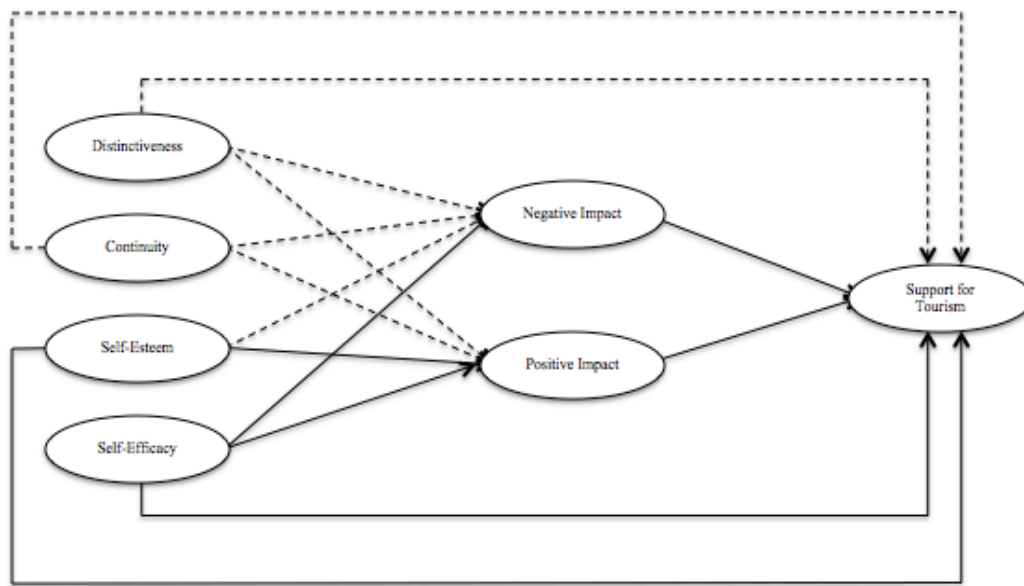 Distinctiveness
Negative Impact
Continuity
Support for
Tourism
Self-Esteem
Positive Impact
Self-Efficacy